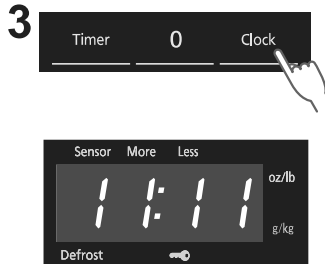 3
Timer 0 Clock
Sensor More Less
11:11 oz/lb
g/kg
Defrost